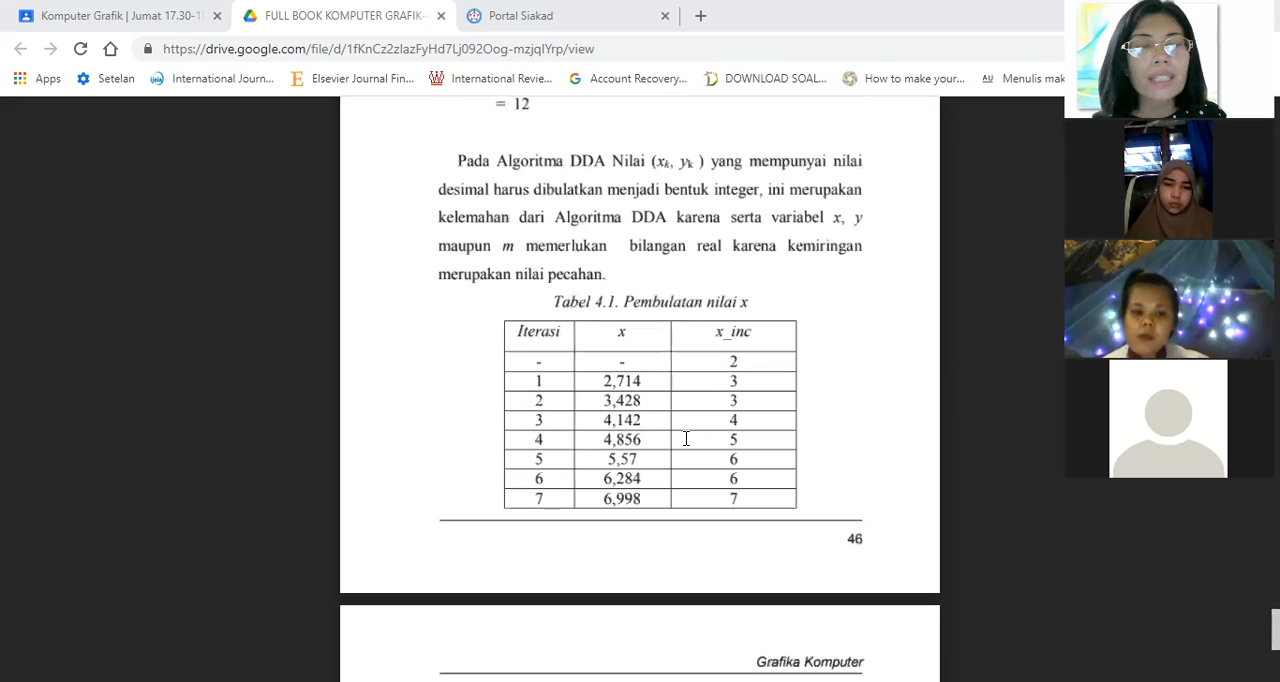 Komputer Grafik | Jumat 17.30-19
FULL BOOK KOMPUTER GRAFIK-
Portal Siakad
https://drive.google.com/file/d/1fKnCz2zIazFyHd7Lj092Oog-mzjqIYrp/view
Apps Setelan International Journ... Elsevier Journal Fin... International Revie... Account Recovery... DOWNLOAD SOAL... How to make your... AU Menulis mak
= 12
Pada Algoritma DDA Nilai (xk, yk ) yang mempunyai nilai
desimal harus dibulatkan menjadi bentuk integer, ini merupakan
kelemahan dari Algoritma DDA karena serta variabel x, y
maupun m memerlukan bilangan real karena kemiringan
merupakan nilai pecahan.
Tabel 4.1. Pembulatan nilai x
Iterasi x x_inc
- - 2
1 2,714 3
2 3,428 3
3 4,142 4
4 4,856 5
5 5,57 6
6 6,284 6
7 6,998 7
46
Grafika Komputer